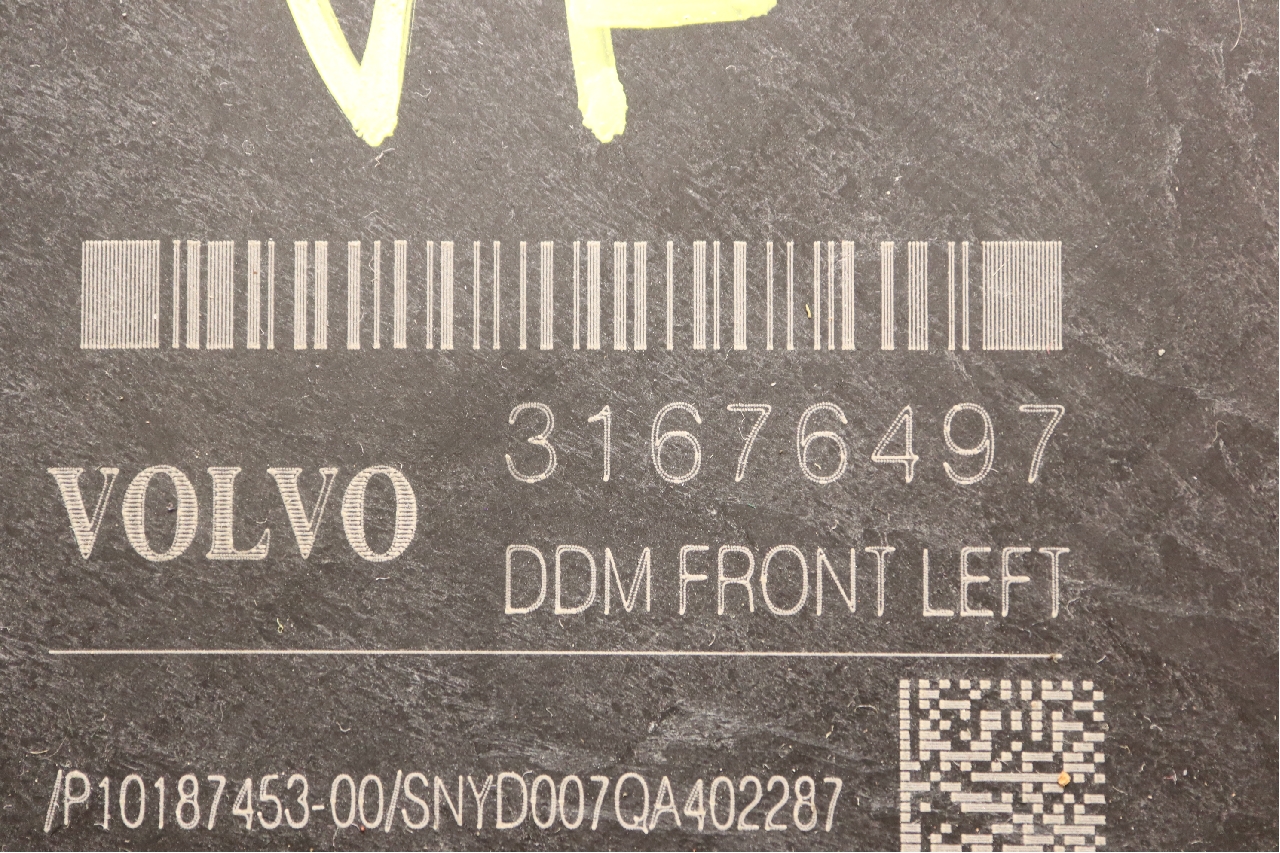 31676497
VOLVO
DDM FRONT LEFT
/P10187453-00/SNYD007QA402287